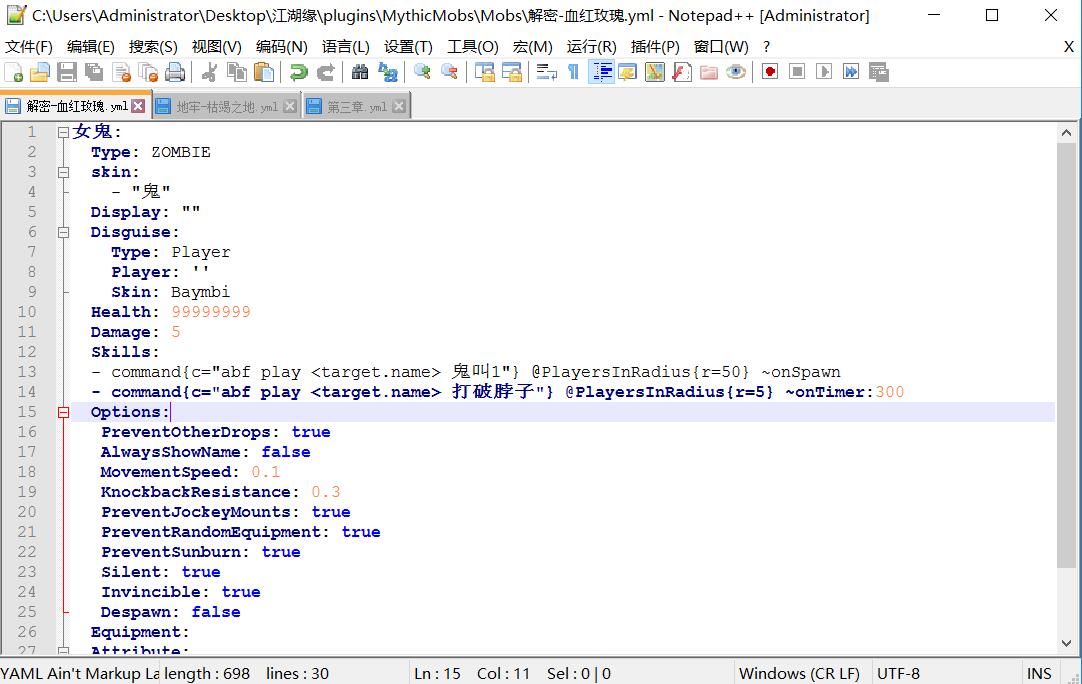 C:\Users\Administrator\Desktop\江湖缘\plugins\MythicMobs\Mobs\解密-血红玫瑰.yml - Notepad++ [Administrator]
文件(F) 编辑(E) 搜索(S) 视图(V) 编码(N) 语言(L) 设置(T) 工具(O) 宏(M) 运行(R) 插件(P) 窗口(W) ? X
解密-血红玫瑰.yml 地牢-枯竭之地.yml 第三章.yml
1 女鬼:
2 Type: ZOMBIE
3 skin:
4 - "鬼"
5 Display: ""
6 Disguise:
7 Type: Player
8 Player: ''
9 Skin: Baymbi
10 Health: 99999999
11 Damage: 5
12 Skills:
13 - command{c="abf play <target.name> 鬼叫1"} @PlayersInRadius{r=50} ~onSpawn
14 - command{c="abf play <target.name> 打破脖子"} @PlayersInRadius{r=5} ~onTimer:300
15 Options:
16 PreventOtherDrops: true
17 AlwaysShowName: false
18 MovementSpeed: 0.1
19 KnockbackResistance: 0.3
20 PreventJockeyMounts: true
21 PreventRandomEquipment: true
22 PreventSunburn: true
23 Silent: true
24 Invincible: true
25 Despawn: false
26 Equipment:
27 Attribute:
YAML Ain't Markup La length : 698 lines : 30 Ln : 15 Col : 11 Sel : 0 | 0 Windows (CR LF) UTF-8 INS